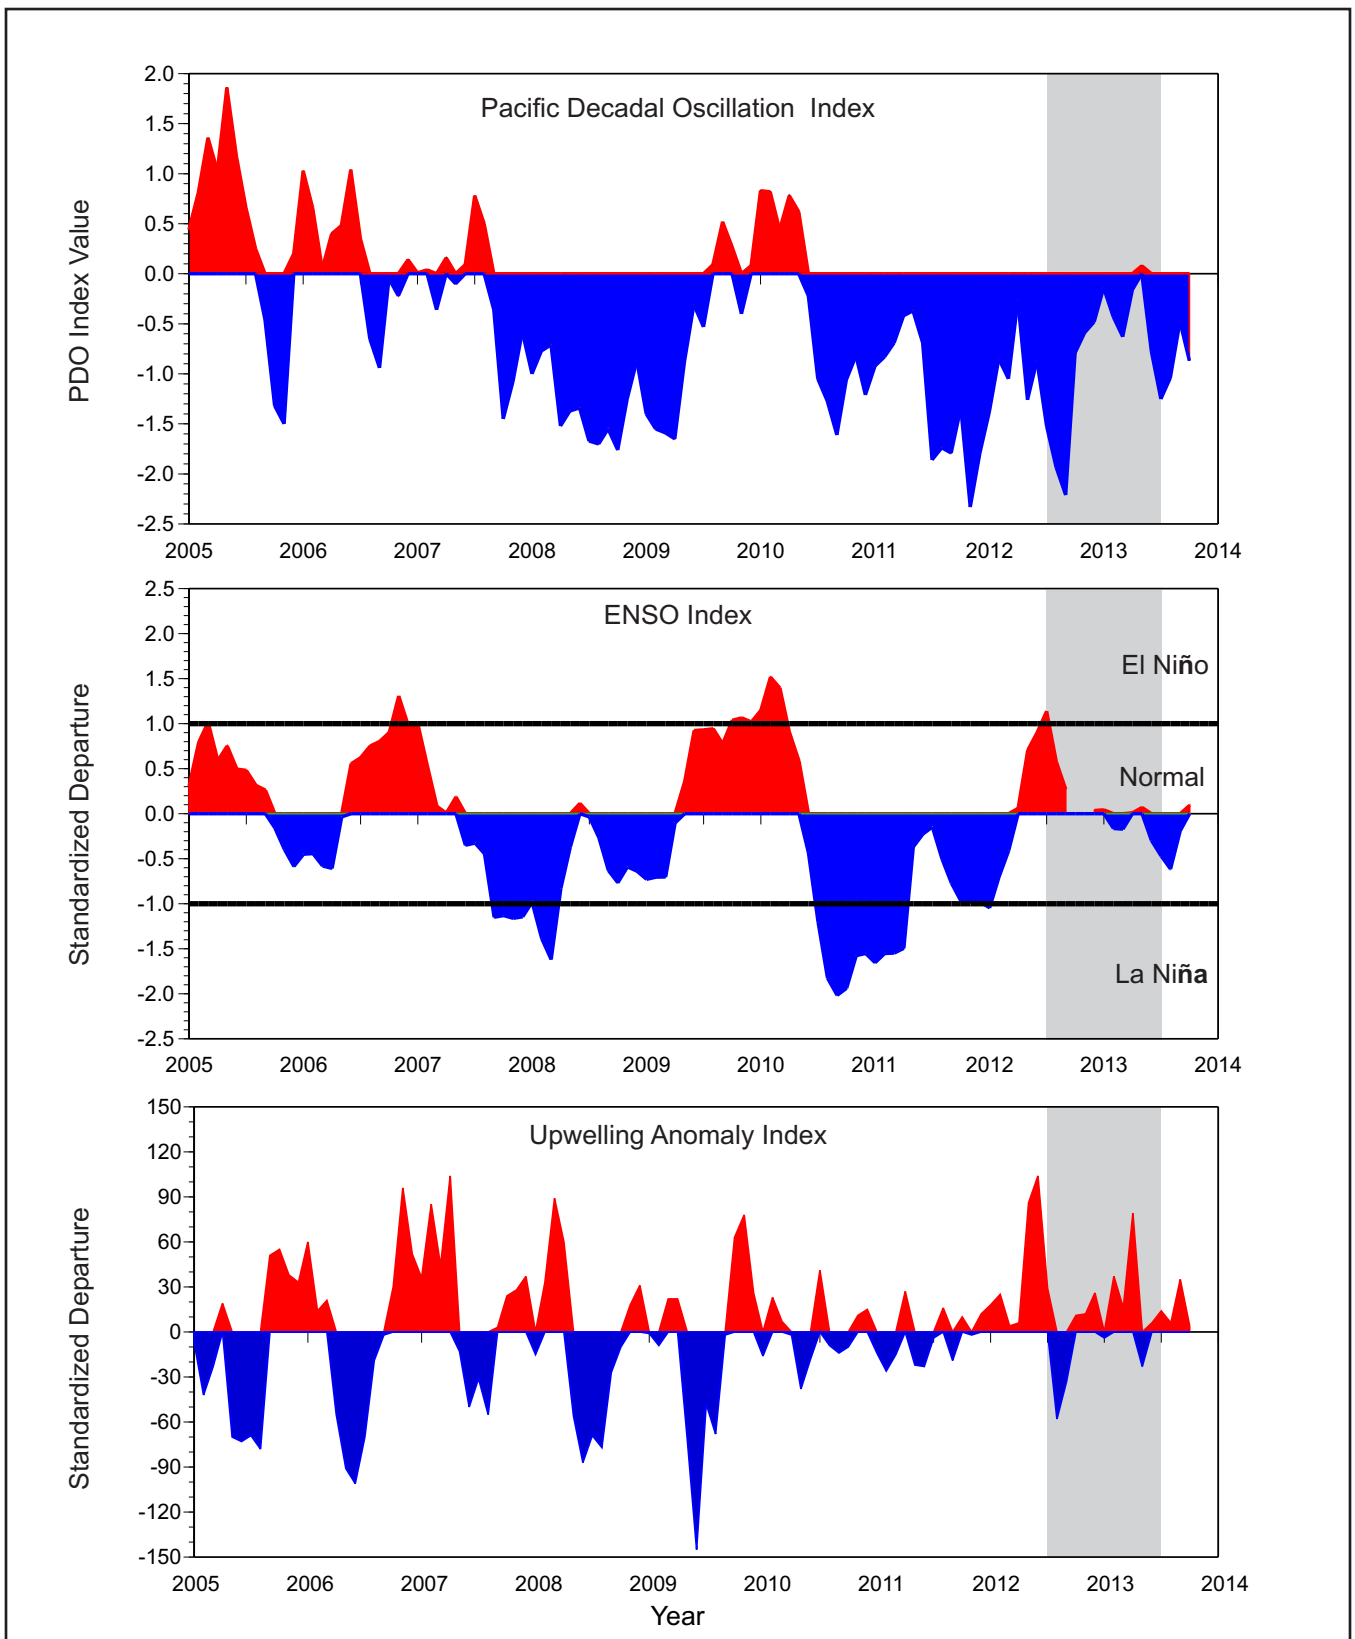 Pacific Decadal Oscillation  Index
PDO Index Value
2.0
1.5
1.0
0.5
0.0
-0.5
-1.0
-1.5
-2.0
-2.5
2005 2006 2007 2008 2009 2010 2011 2012 2013 2014
ENSO Index
Standardized Departure
2.5
2.0
1.5
1.0
0.5
0.0
-0.5
-1.0
-1.5
-2.0
-2.5
El Niño
Normal
La Niña
2005 2006 2007 2008 2009 2010 2011 2012 2013 2014
Upwelling Anomaly Index
Standardized Departure
150
120
90
60
30
0
-30
-60
-90
-120
-150
2005 2006 2007 2008 2009 2010 2011 2012 2013 2014
Year